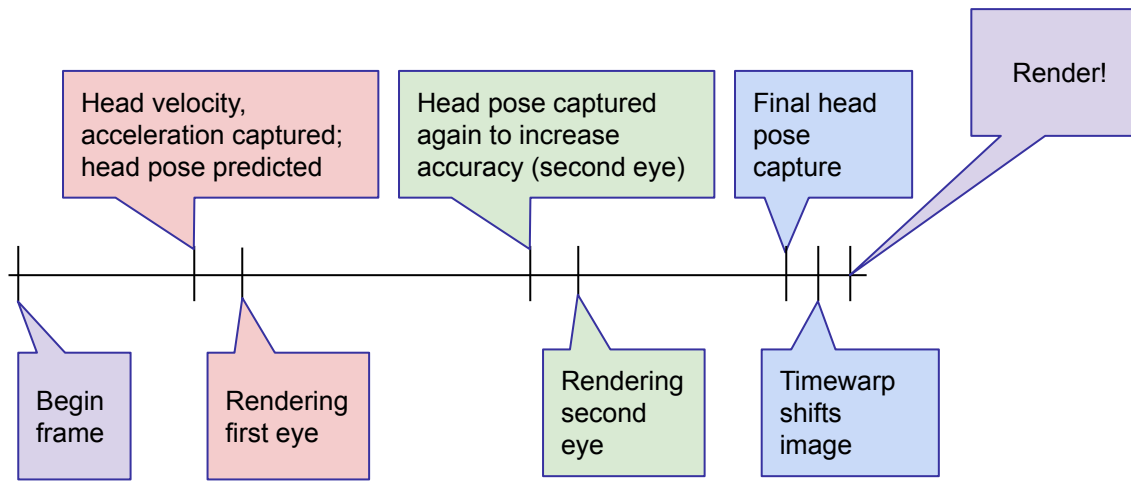 Render!
Head velocity,
acceleration captured;
head pose predicted
Head pose captured
again to increase
accuracy (second eye)
Final head
pose
capture
Begin
frame
Rendering
first eye
Rendering
second
eye
Timewarp
shifts
image